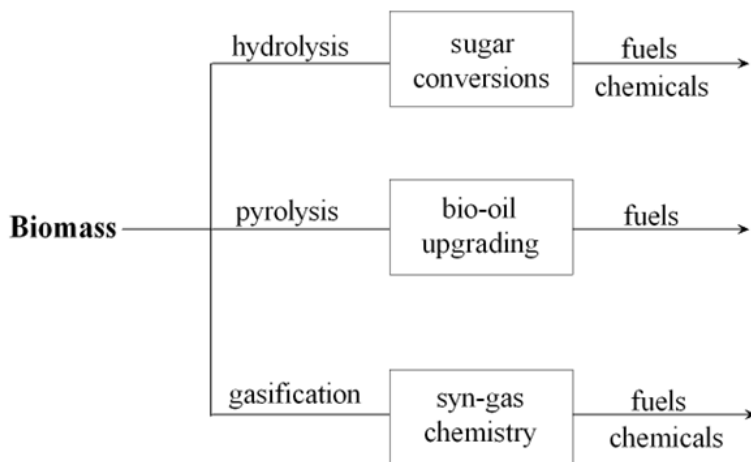 hydrolysis
sugar
conversions
fuels
chemicals
Biomass
pyrolysis
bio-oil
upgrading
fuels
gasification
syn-gas
chemistry
fuels
chemicals